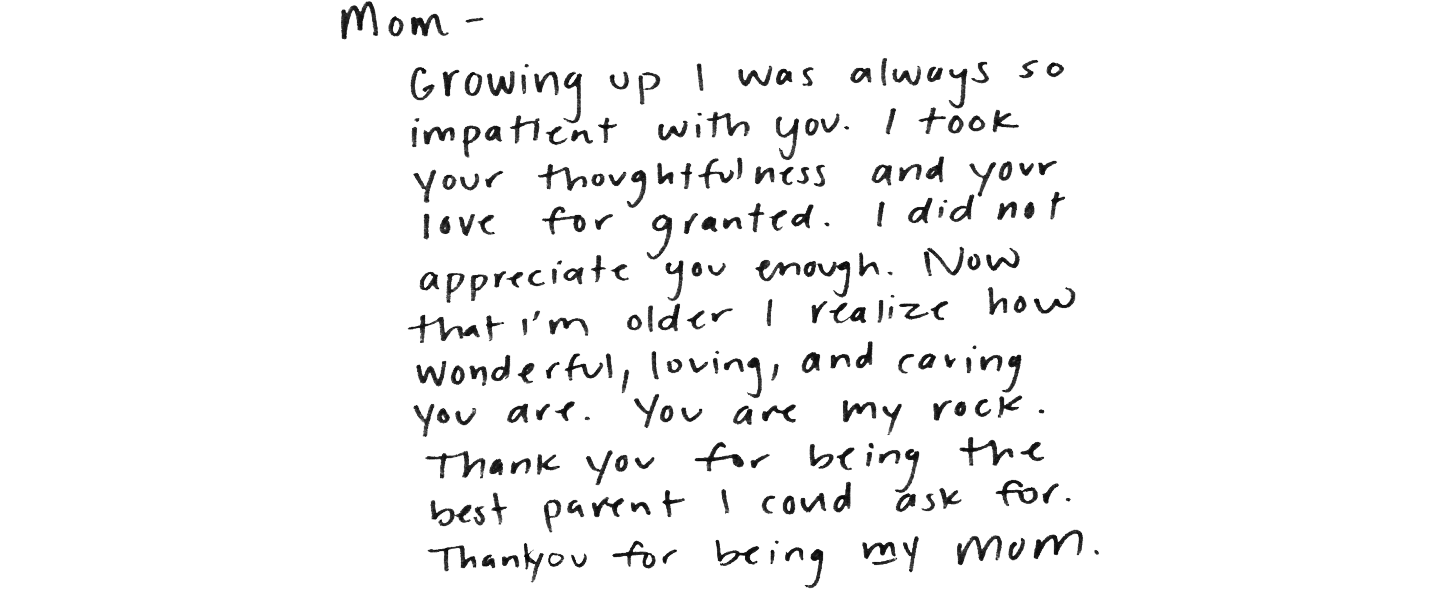 Mom -
Growing up I was always so
impatient with you. I took
your thoughtfulness and your
love for granted. I did not
appreciate you enough. Now
that I'm older I realize how
wonderful, loving, and caring
you are. You are my rock.
Thank you for being the
best parent I coud ask for.
Thankyou for being my mom.